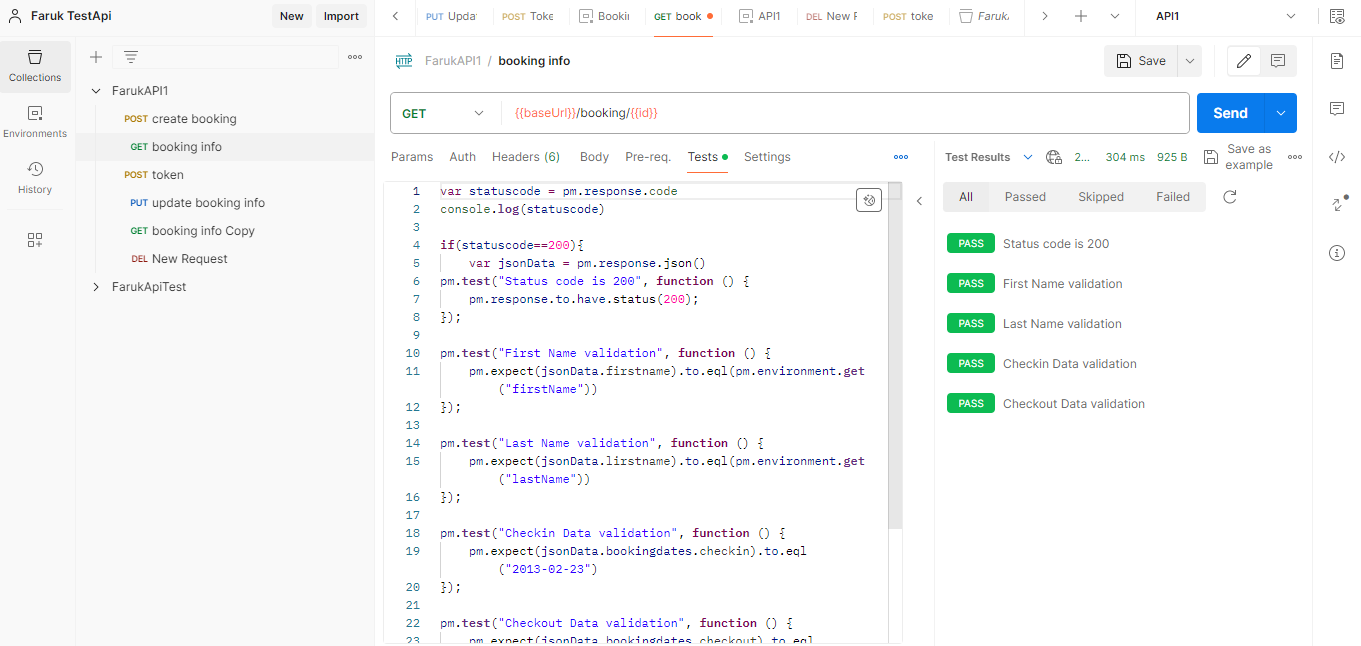 Faruk TestApi
New
Import
PUT Updat
POST Toke
Bookin
GET book
API1
DEL New R
POST toke
Faruk
API1
Collections
Environments
History
FarukAPI1
POST create booking
GET booking info
POST token
PUT update booking info
GET booking info Copy
DEL New Request
FarukApiTest
HTTP
FarukAPI1 / booking info
Save
GET
{{baseUrl}}/booking/{{id}}
Send
Params
Auth
Headers (6)
Body
Pre-req.
Tests
Settings
Test Results
2...
304 ms
925 B
Save as
example
All
Passed
Skipped
Failed
1 var statuscode = pm.response.code
2 console.log(statuscode)
3
4 if(statuscode==200){
5 var jsonData = pm.response.json()
6 pm.test("Status code is 200", function () {
7 pm.response.to.have.status(200);
8 });
9
10 pm.test("First Name validation", function () {
11 pm.expect(jsonData.firstname).to.eql(pm.environment.get
("firstName"))
12 });
13
14 pm.test("Last Name validation", function () {
15 pm.expect(jsonData.lirstname).to.eql(pm.environment.get
("lastName"))
16 });
17
18 pm.test("Checkin Data validation", function () {
19 pm.expect(jsonData.bookingdates.checkin).to.eql
("2013-02-23")
20 });
21
22 pm.test("Checkout Data validation", function () {
23 pm.expect(jsonData.bookingdates.checkout).to.eql
PASS Status code is 200
PASS First Name validation
PASS Last Name validation
PASS Checkin Data validation
PASS Checkout Data validation